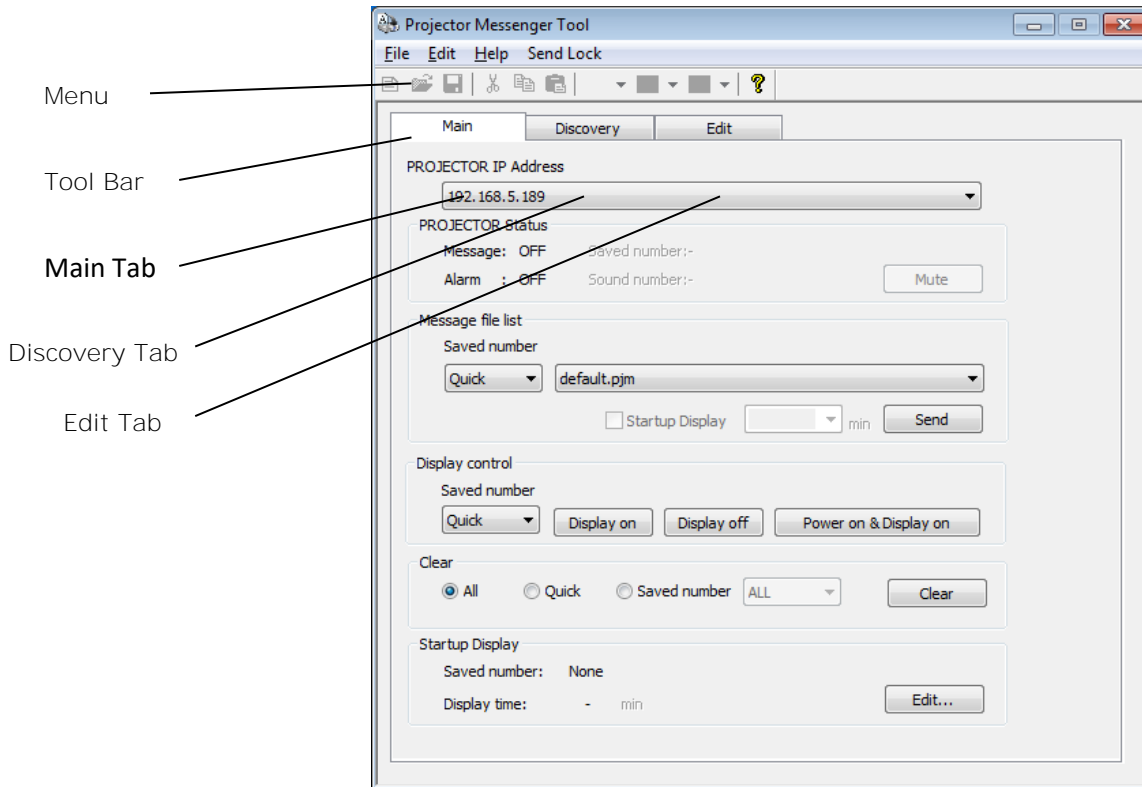 Projector Messenger Tool
File Edit Help Send Lock
Menu
Main Discovery Edit
PROJECTOR IP Address
Tool Bar
192.168.5.189
PROJECTOR Status
Message: OFF Saved number:-
Main Tab
Alarm : OFF Sound number:- Mute
Message file list
Saved number
Discovery Tab
Quick default.pjm
Edit Tab
Startup Display min Send
Display control
Saved number
Quick Display on Display off Power on & Display on
Clear
All Quick Saved number ALL Clear
Startup Display
Saved number: None
Display time: - min Edit...